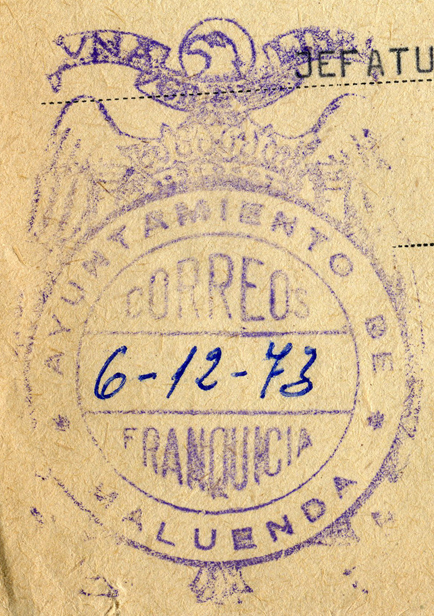 UNA
JEFATU
AYUNTAMIENTO DE
CORREOS
6-12-73
FRANQUICIA
MALUENDA